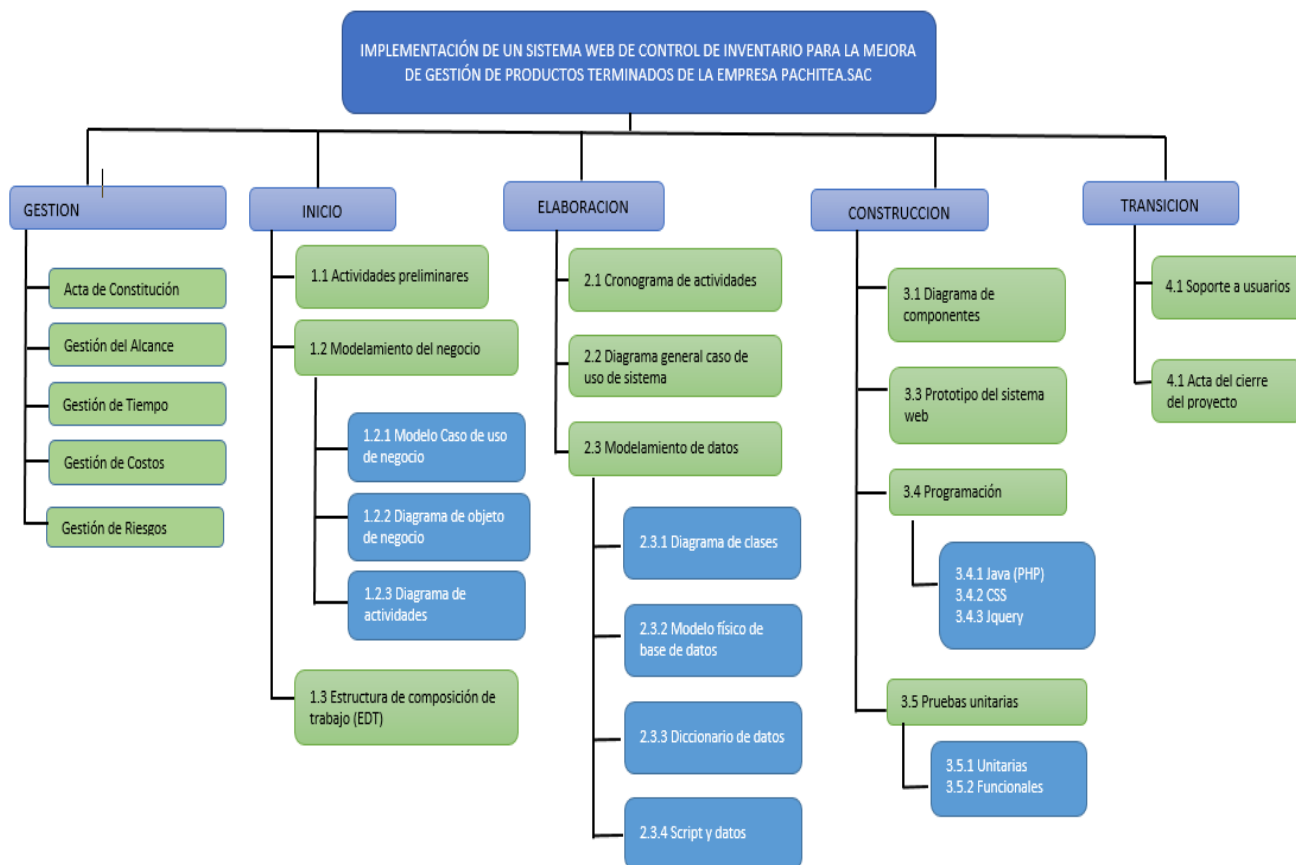 IMPLEMENTACIÓN DE UN SISTEMA WEB DE CONTROL DE INVENTARIO PARA LA MEJORA
DE GESTIÓN DE PRODUCTOS TERMINADOS DE LA EMPRESA PACHITEA.SAC
GESTION
Acta de Constitución
Gestión del Alcance
Gestión de Tiempo
Gestión de Costos
Gestión de Riesgos
INICIO
1.1 Actividades preliminares
1.2 Modelamiento del negocio
1.2.1 Modelo Caso de uso
de negocio
1.2.2 Diagrama de objeto
de negocio
1.2.3 Diagrama de
actividades
1.3 Estructura de composición de
trabajo (EDT)
ELABORACION
2.1 Cronograma de actividades
2.2 Diagrama general caso de
uso de sistema
2.3 Modelamiento de datos
2.3.1 Diagrama de clases
2.3.2 Modelo físico de
base de datos
2.3.3 Diccionario de datos
2.3.4 Script y datos
CONSTRUCCION
3.1 Diagrama de
componentes
3.3 Prototipo del sistema
web
3.4 Programación
3.4.1 Java (PHP)
3.4.2 CSS
3.4.3 Jquery
3.5 Pruebas unitarias
3.5.1 Unitarias
3.5.2 Funcionales
TRANSICION
4.1 Soporte a usuarios
4.1 Acta del cierre
del proyecto